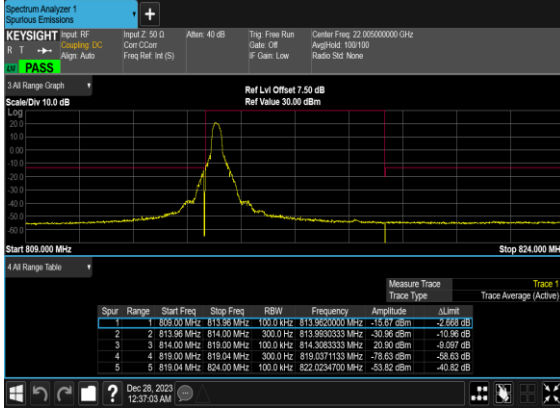 Spectrum Analyzer 1
Spurious Emissions
+
KEYSIGHT Input: RF Input Z: 50 Ω Atten: 40 dB Trig: Free Run Center Freq: 22.005000000 GHz
R T Coupling: DC Corr CCorr Gate: Off Avg|Hold: 100/100
Align: Auto Freq Ref: Int (S) IF Gain: Low Radio Std: None
LXI PASS
3.All Range Graph
Ref Lvl Offset 7.50 dB
Scale/Div 10.0 dB Ref Value 30.00 dBm
Log
20.0
10.0
0.00
-10.0
-20.0
-30.0
-40.0
-50.0
-60.0
Start 809.000 MHz Stop 824.000 MH
4.All Range Table
Measure Trace Trace 1
Trace Type Trace Average (Active)
Spur Range Start Freq Stop Freq RBW Frequency Amplitude ΔLimit
1 1 809.00 MHz 813.96 MHz 100.0 kHz 813.9620000 MHz -15.67 dBm -2.668 dB
2 2 813.96 MHz 814.00 MHz 300.0 Hz 813.9930333 MHz -30.96 dBm -10.96 dB
3 3 814.00 MHz 819.00 MHz 100.0 kHz 814.3083333 MHz 20.90 dBm -9.097 dB
4 4 819.00 MHz 819.04 MHz 300.0 Hz 819.0371133 MHz -78.63 dBm -58.63 dB
5 5 819.04 MHz 824.00 MHz 100.0 kHz 822.0234700 MHz -53.82 dBm -40.82 dB
? Dec 28, 2023
12:37:03 AM